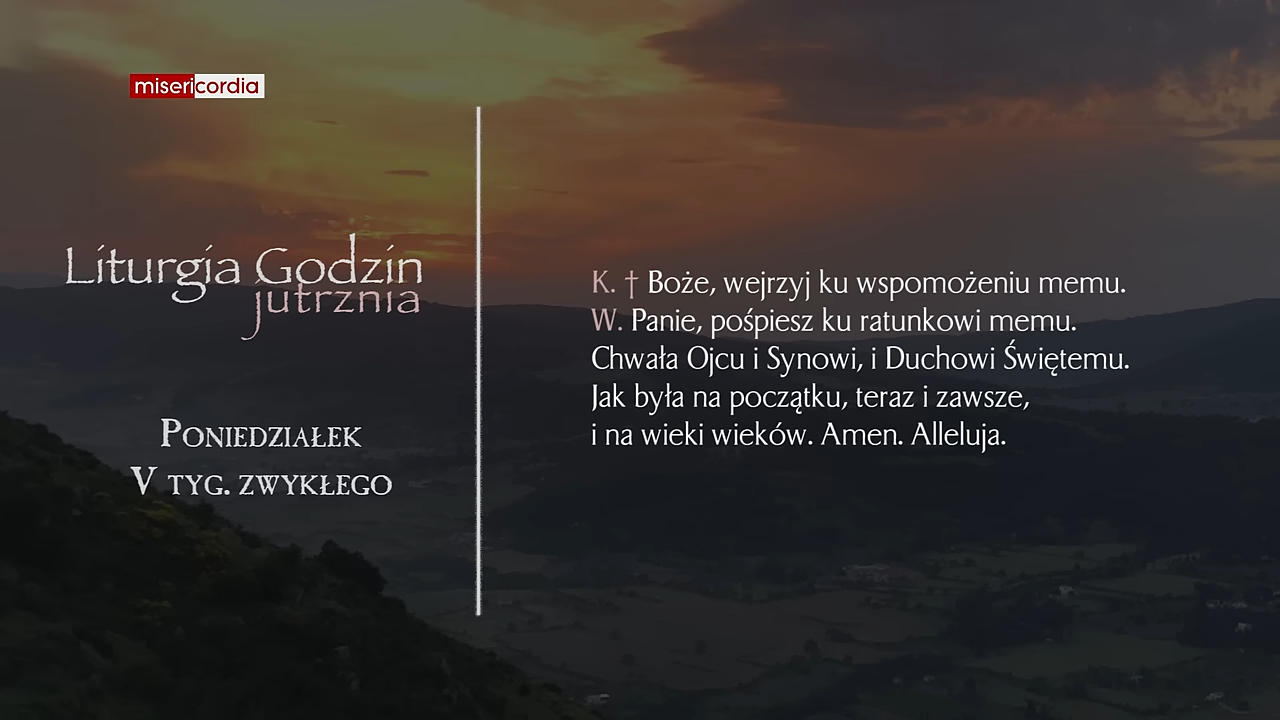 misericordia
Liturgia Godzin
jutrznia
Poniedziałek
V tyg. zwykłego
K. † Boże, wejrzyj ku wspomożeniu memu.
W. Panie, pośpiesz ku ratunkowi memu.
Chwała Ojcu i Synowi, i Duchowi Świętemu.
Jak była na początku, teraz i zawsze,
i na wieki wieków. Amen. Alleluja.